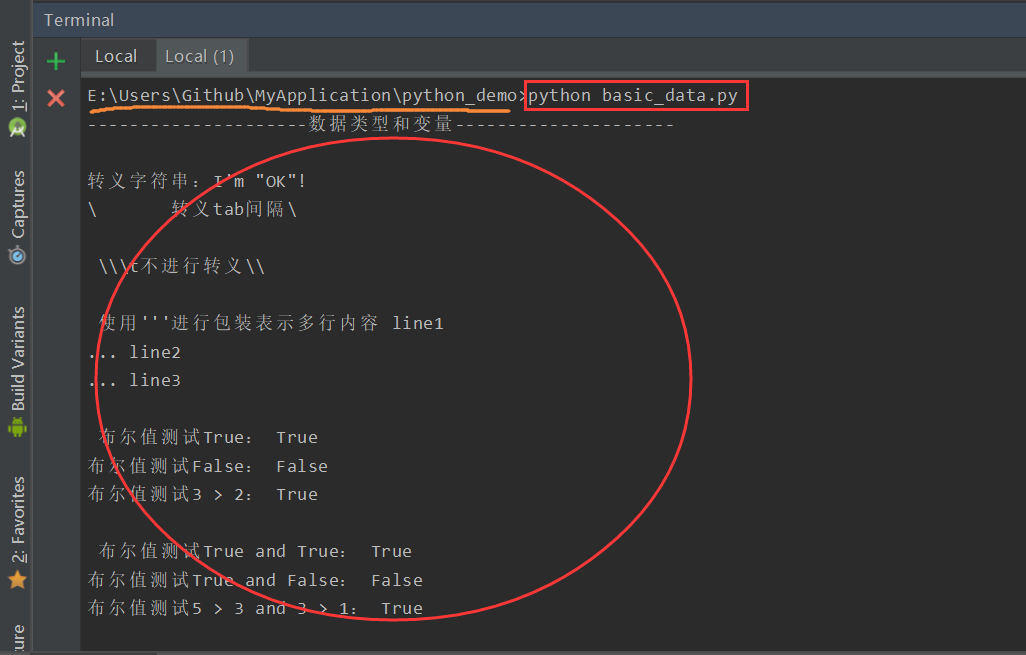 Terminal
1: Project
Captures
Build Variants
2: Favorites
Local Local (1)
E:\Users\Github\MyApplication\python_demo>python basic_data.py
---------------------数据类型和变量---------------------
转义字符串：I'm "OK"!
\ 转义tab间隔\
\\\t不进行转义\\
使用'''进行包装表示多行内容 line1
... line2
... line3
布尔值测试True： True
布尔值测试False： False
布尔值测试3 > 2： True
布尔值测试True and True： True
布尔值测试True and False： False
布尔值测试5 > 3 and 3 > 1： True